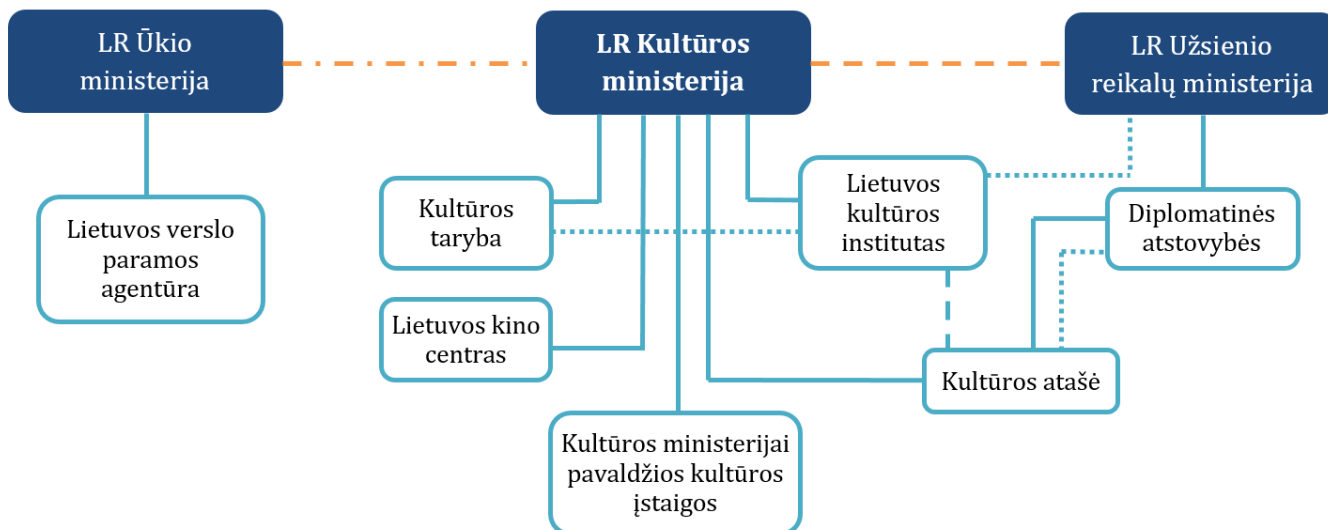 LR Ūkio
ministerija
LR Kultūros
ministerija
LR Užsienio
reikalų ministerija
Lietuvos verslo
paramos
agentūra
Kultūros
taryba
Lietuvos
kultūros
institutas
Diplomatinės
atstovybės
Lietuvos kino
centras
Kultūros atašė
Kultūros ministerijai
pavaldžios kultūros
įstaigos